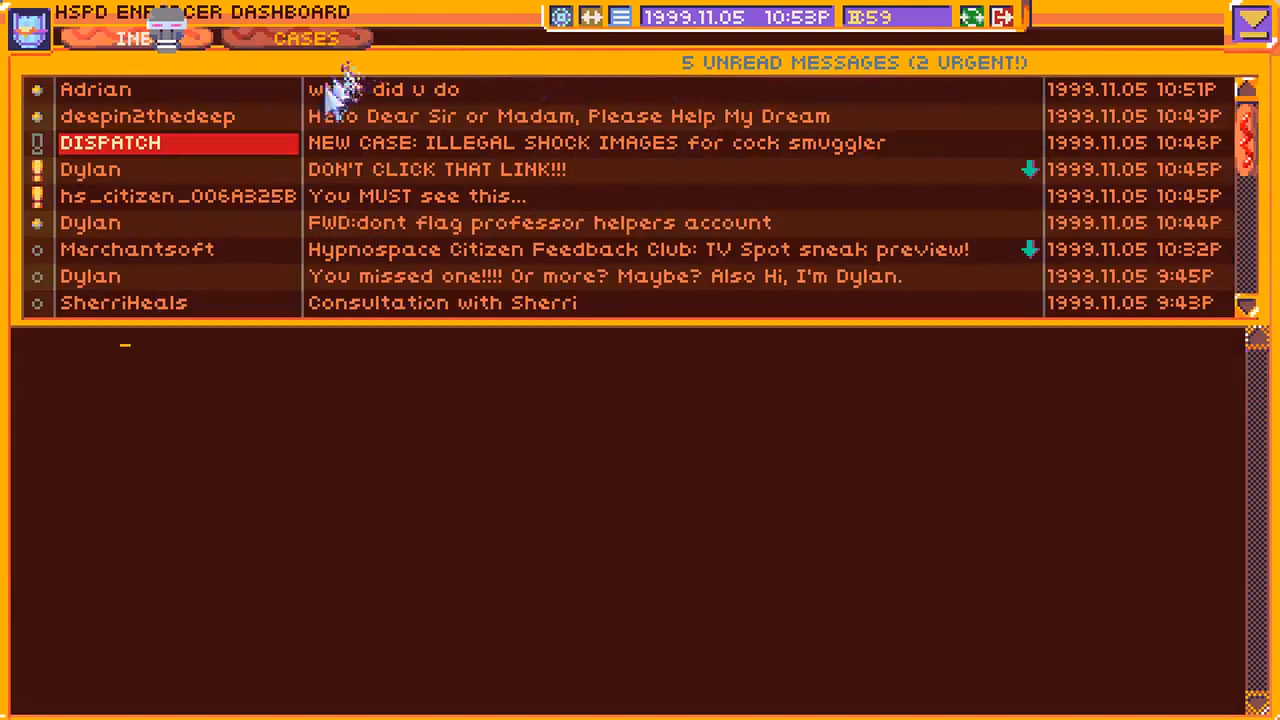 HSPD ENFORCER DASHBOARD
1999.11.05 10:53P
:59
CASES
5 UNREAD MESSAGES (2 URGENT!)
Adrian did u do 1999.11.05 10:51P
deepin2thedeep Dear Sir or Madam, Please Help My Dream 1999.11.05 10:49P
DISPATCH NEW CASE: ILLEGAL SHOCK IMAGES for cock smuggler 1999.11.05 10:46P
Dylan DON'T CLICK THAT LINK!!! 1999.11.05 10:45P
hs_citizen_006A325B You MUST see this... 1999.11.05 10:45P
Dylan FWD:dont flag professor helpers account 1999.11.05 10:44P
Merchantsoft Hypnospace Citizen Feedback Club: TV Spot sneak preview! 1999.11.05 10:32P
Dylan You missed one!!!! Or more? Maybe? Also Hi, I'm Dylan. 1999.11.05 9:45P
SherriHeals Consultation with Sherri 1999.11.05 9:43P